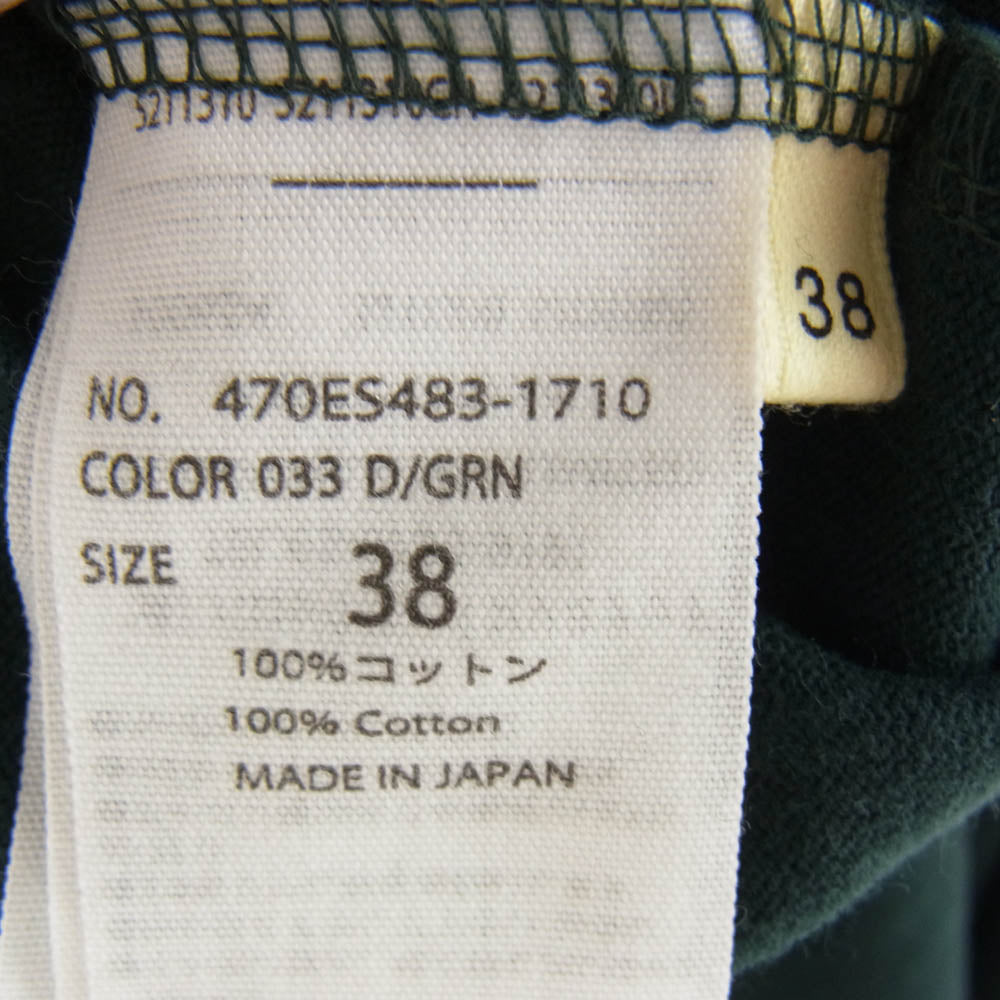 5211310
38
NO. 470ES483-1710
COLOR 033 D/GRN
SIZE 38
100%コットン
100% Cotton
MADE IN JAPAN